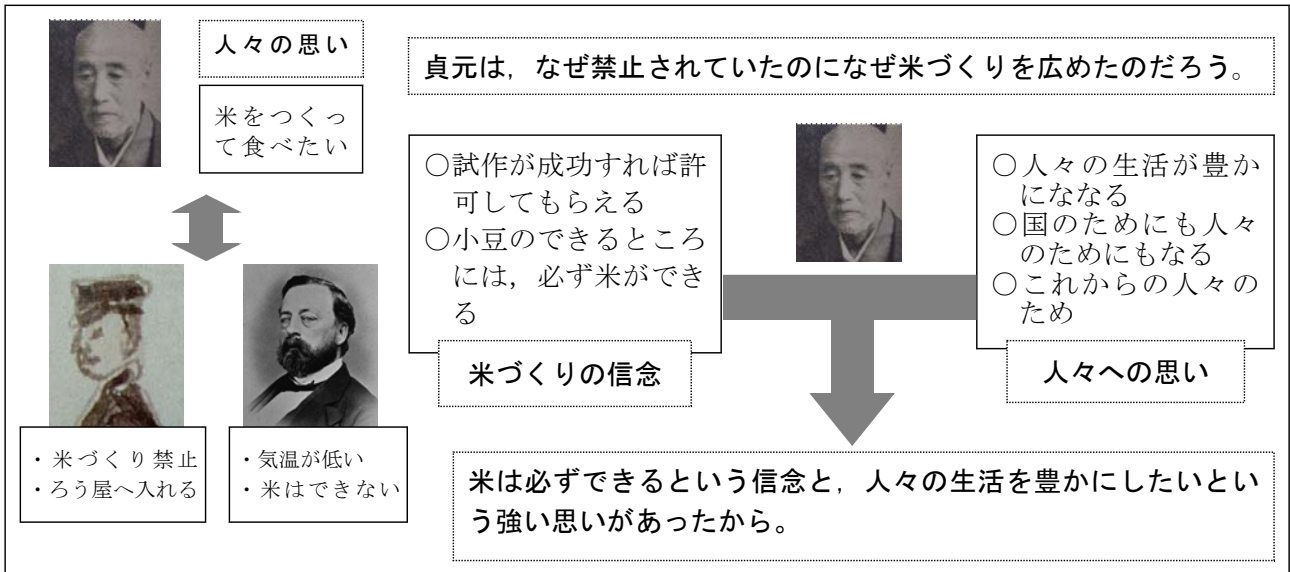 人々の思い
米をつくっ
て食べたい
・米づくり禁止
・ろう屋へ入れる
・気温が低い
・米はできない
貞元は，なぜ禁止されていたのになぜ米づくりを広めたのだろう。
○試作が成功すれば許
可してもらえる
○小豆のできるところ
には，必ず米ができ
る
米づくりの信念
○人々の生活が豊か
にななる
○国のためにも人々
のためにもなる
○これからの人々の
ため
人々への思い
米は必ずできるという信念と，人々の生活を豊かにしたいとい
う強い思いがあったから。